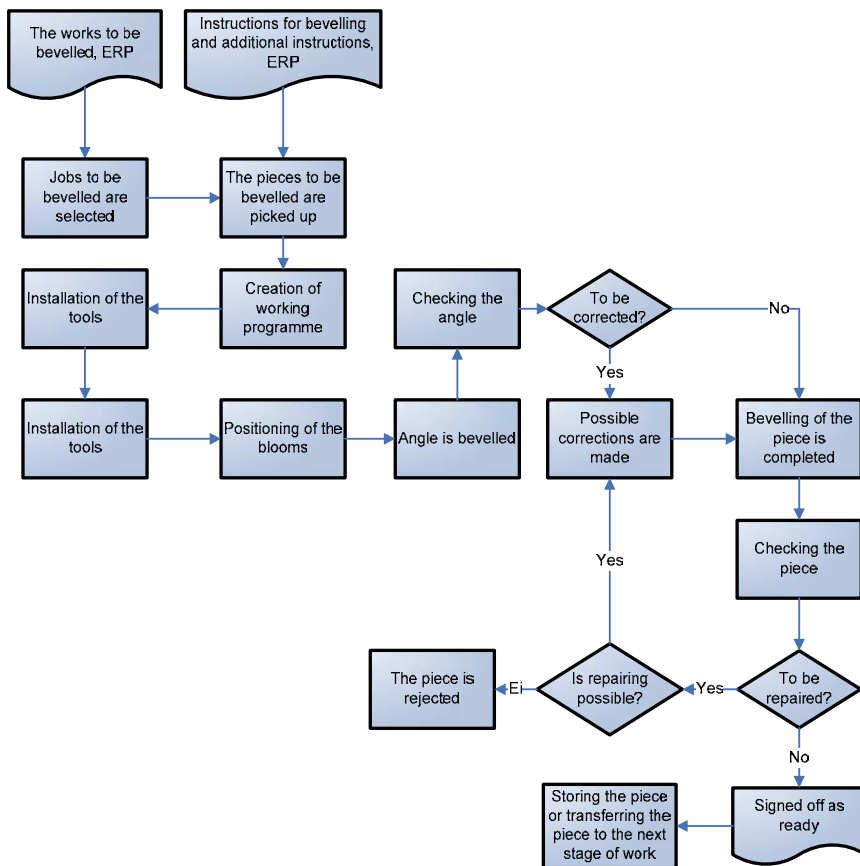 The works to be
bevelled, ERP
Instructions for bevelling
and additional instructions,
ERP
Jobs to be
bevelled are
selected
The pieces to be
bevelled are
picked up
Installation of the
tools
Creation of
working
programme
Checking the
angle
To be
corrected?
No
Yes
Installation of the
tools
Positioning of the
blooms
Angle is bevelled
Possible
corrections are
made
Bevelling of the
piece is
completed
Checking the
piece
Yes
The piece is
rejected
Ei
Is repairing
possible?
Yes
To be
repaired?
No
Storing the piece
or transferring the
piece to the next
stage of work
Signed off as
ready